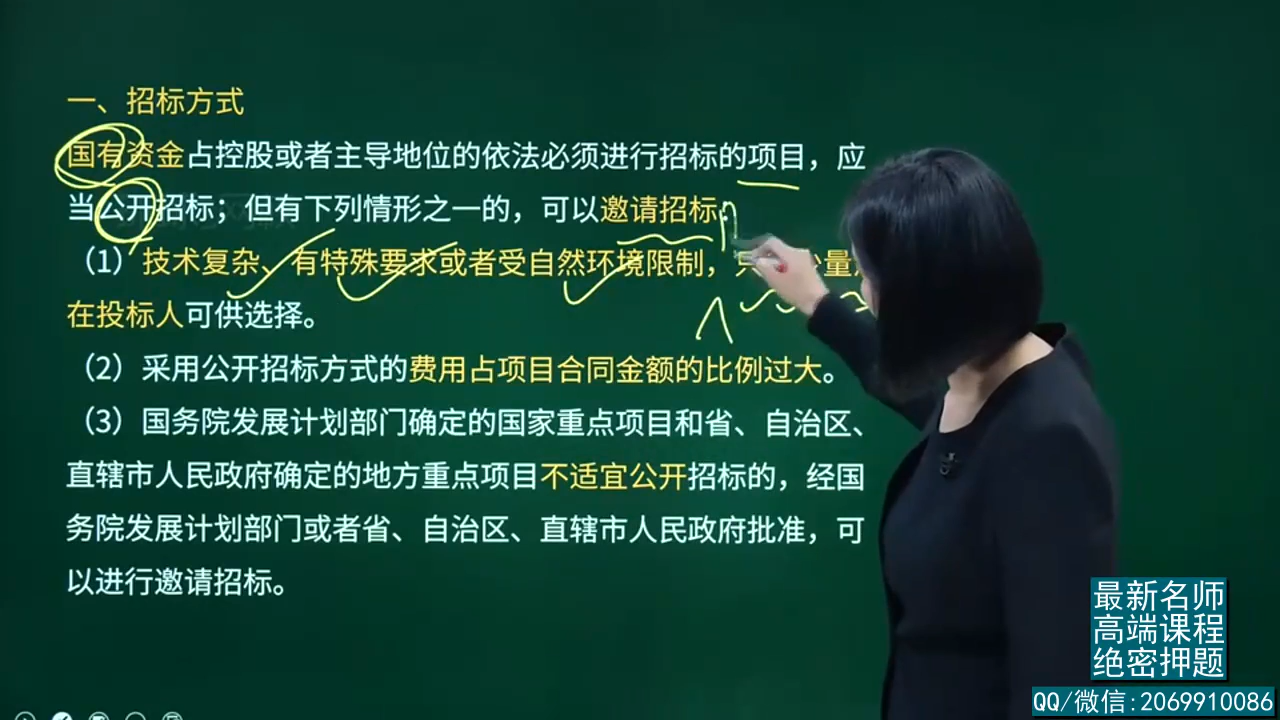 一、招标方式
国有资金占控股或者主导地位的依法必须进行招标的项目，应
当公开招标；但有下列情形之一的，可以邀请招标：
（1）技术复杂、有特殊要求或者受自然环境限制，只 少量
在投标人可供选择。
（2）采用公开招标方式的费用占项目合同金额的比例过大。
（3）国务院发展计划部门确定的国家重点项目和省、自治区、
直辖市人民政府确定的地方重点项目不适宜公开招标的，经国
务院发展计划部门或者省、自治区、直辖市人民政府批准，可
以进行邀请招标。
最新名师
高端课程
绝密押题
QQ/微信:2069910086